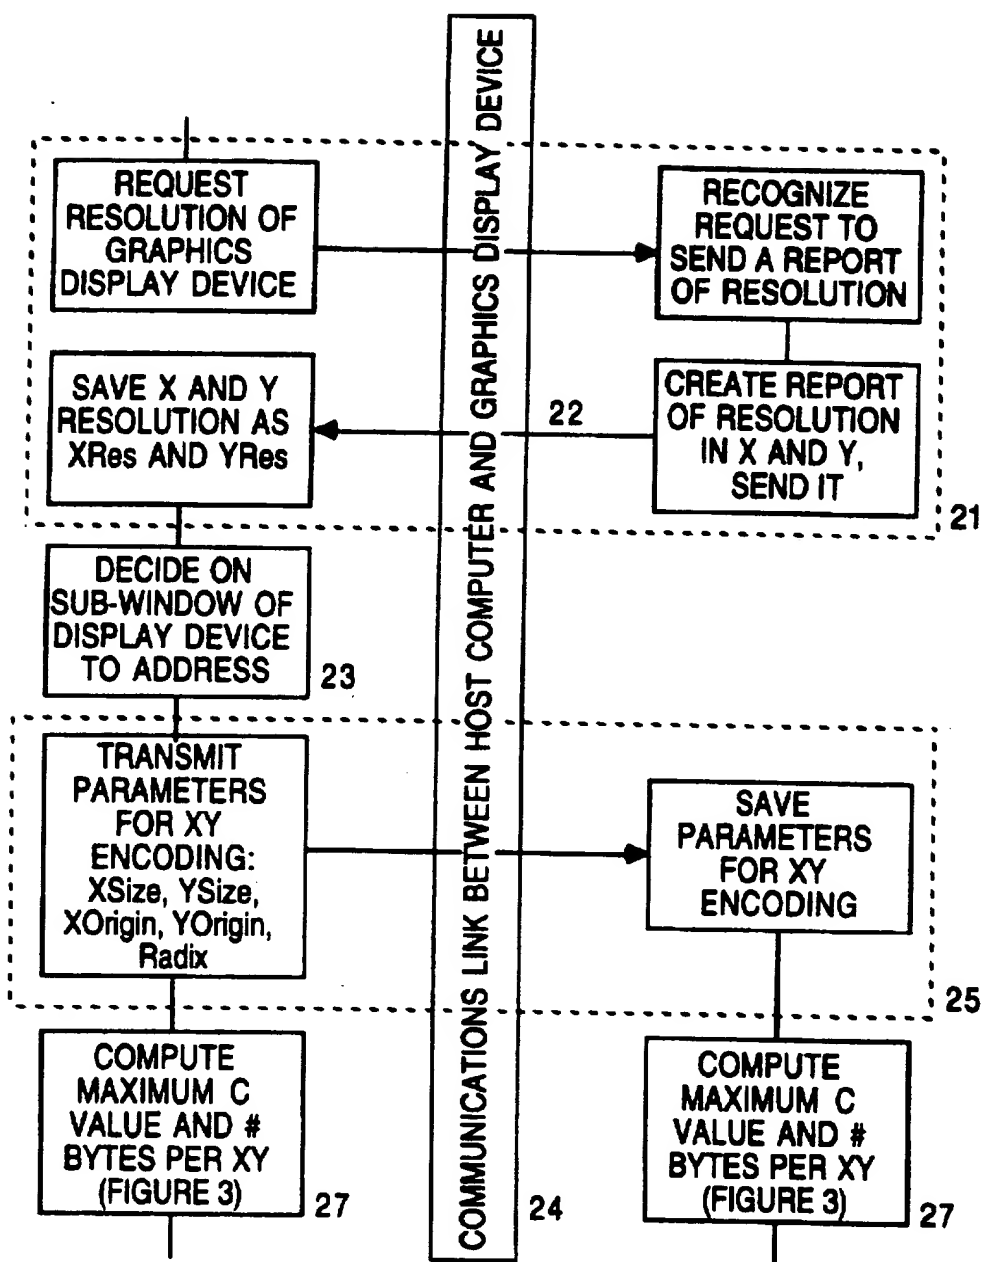 REQUEST
RESOLUTION OF
GRAPHICS
DISPLAY DEVICE
RECOGNIZE
REQUEST TO
SEND A REPORT
OF RESOLUTION
SAVE X AND Y
RESOLUTION AS
XRes AND YRes
22
CREATE REPORT
OF RESOLUTION
IN X AND Y,
SEND IT
21
DECIDE ON
SUB-WINDOW OF
DISPLAY DEVICE
TO ADDRESS
23
COMMUNICATIONS LINK BETWEEN HOST COMPUTER AND GRAPHICS DISPLAY DEVICE
24
TRANSMIT
PARAMETERS
FOR XY
ENCODING:
XSize, YSize,
XOrigin, YOrigin,
Radix
SAVE
PARAMETERS
FOR XY
ENCODING
25
COMPUTE
MAXIMUM C
VALUE AND #
BYTES PER XY
(FIGURE 3)
27
COMPUTE
MAXIMUM C
VALUE AND #
BYTES PER XY
(FIGURE 3)
27